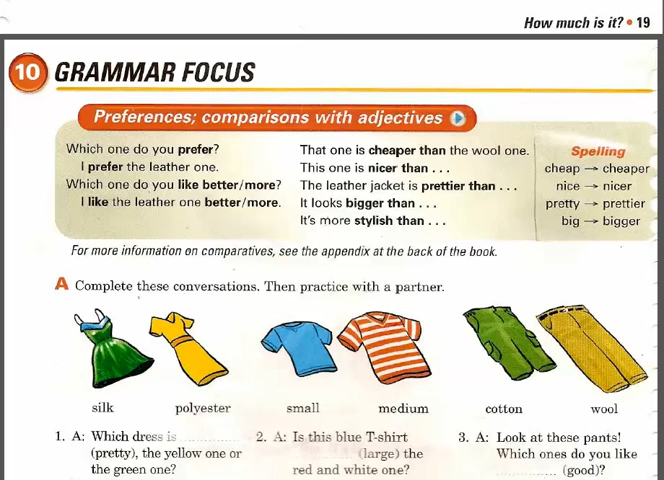 How much is it? • 19
10 GRAMMAR FOCUS
Preferences; comparisons with adjectives
Which one do you prefer?
I prefer the leather one.
Which one do you like better/more?
I like the leather one better/more.
That one is cheaper than the wool one.
This one is nicer than . . .
The leather jacket is prettier than . . .
It looks bigger than . . .
It's more stylish than . . .
Spelling
cheap → cheaper
nice → nicer
pretty → prettier
big → bigger
For more information on comparatives, see the appendix at the back of the book.
A Complete these conversations. Then practice with a partner.
silk polyester small medium cotton wool
1. A: Which dress is ..............
(pretty), the yellow one or
the green one?
2. A: Is this blue T-shirt
.............. (large) the
red and white one?
3. A: Look at these pants!
Which ones do you like
.............. (good)?